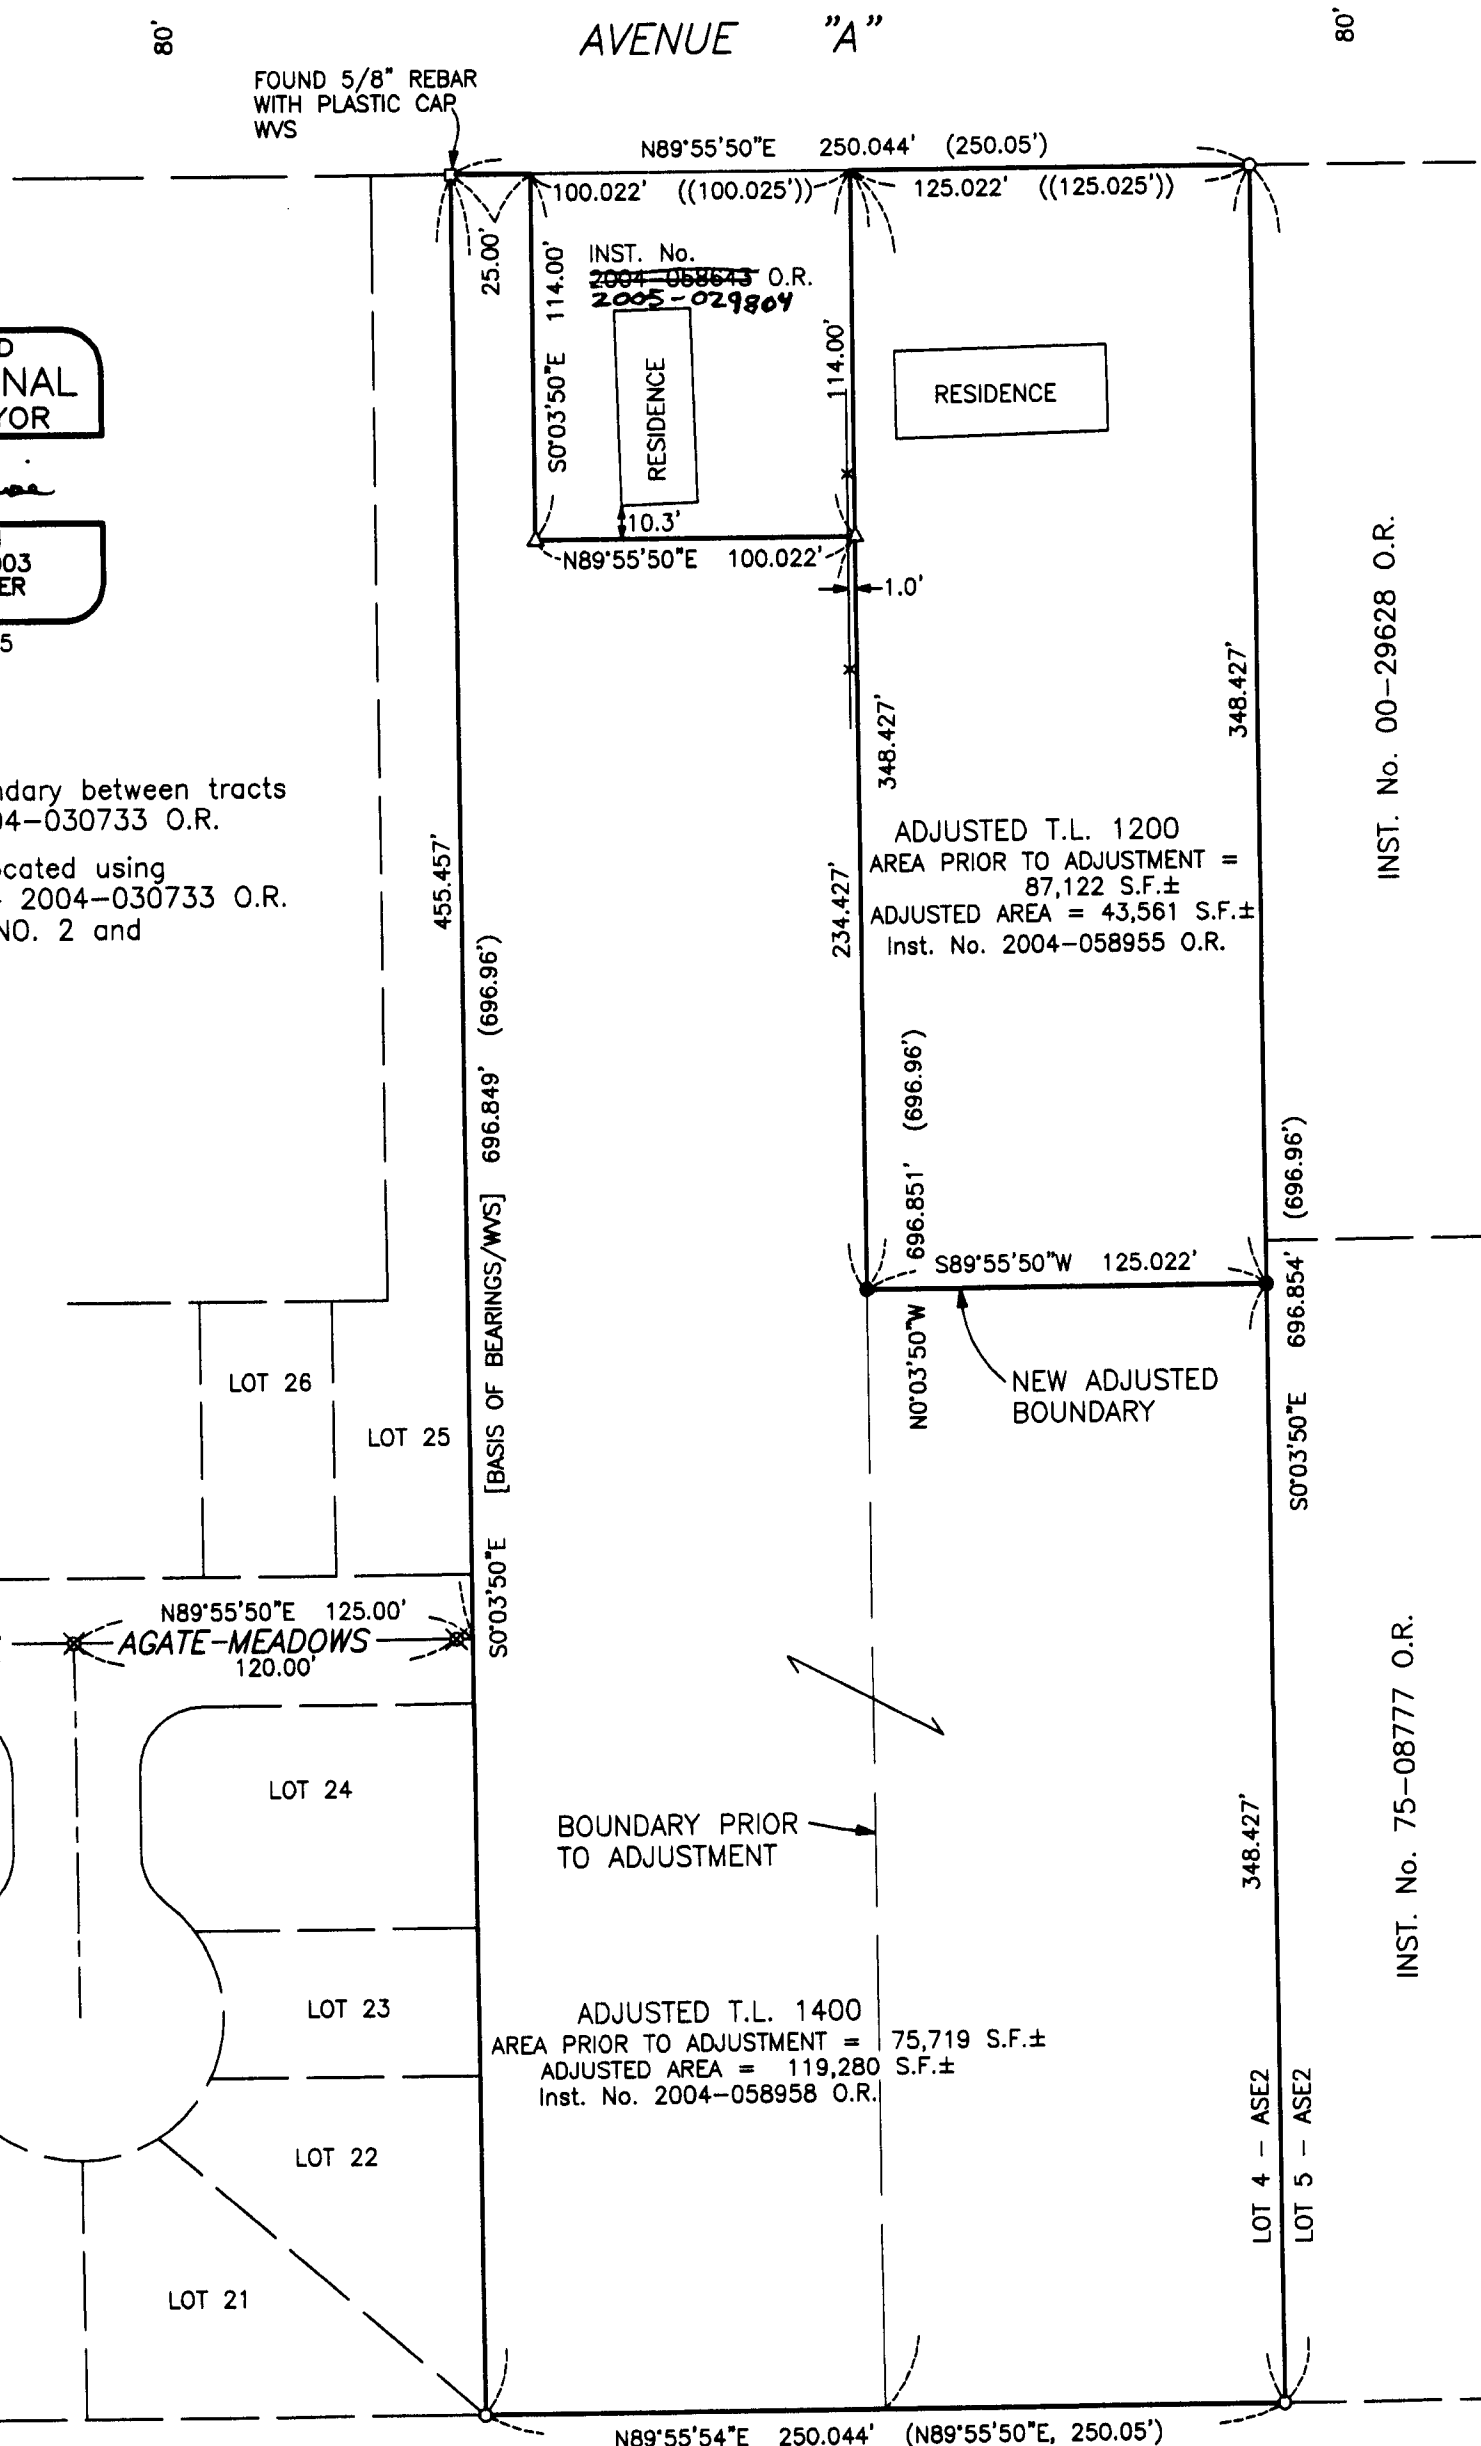 80'
AVENUE "A"
80'
FOUND 5/8" REBAR
WITH PLASTIC CAP
WVS
N89°55'50"E 250.044' (250.05')
100.022' ((100.025'))
125.022' ((125.025'))
25.00'
S0°03'50"E 114.00'
INST. No.
2004-058643 O.R.
2005-029804
RESIDENCE
114.00'
RESIDENCE
10.3'
N89°55'50"E 100.022'
1.0'
D
NAL
YOR
003
ER
5
ndary between tracts
04-030733 O.R.
cated using
- 2004-030733 O.R.
NO. 2 and
455.457'
348.427'
348.427'
234.427'
INST. No. 00-29628 O.R.
ADJUSTED T.L. 1200
AREA PRIOR TO ADJUSTMENT =
87,122 S.F.±
ADJUSTED AREA = 43,561 S.F.±
Inst. No. 2004-058955 O.R.
S0°03'50"E [BASIS OF BEARINGS/WVS] 696.849' (696.96')
N0°03'50"W 696.851' (696.96')
S0°03'50"E 696.854' (696.96')
S89°55'50"W 125.022'
NEW ADJUSTED
BOUNDARY
LOT 26
LOT 25
N89°55'50"E 125.00'
AGATE-MEADOWS
120.00'
LOT 24
BOUNDARY PRIOR
TO ADJUSTMENT
348.427'
INST. No. 75-08777 O.R.
LOT 23
ADJUSTED T.L. 1400
AREA PRIOR TO ADJUSTMENT = 75,719 S.F.±
ADJUSTED AREA = 119,280 S.F.±
Inst. No. 2004-058958 O.R.
LOT 22
LOT 4 - ASE2
LOT 5 - ASE2
LOT 21
N89°55'54"E 250.044' (N89°55'50"E, 250.05')